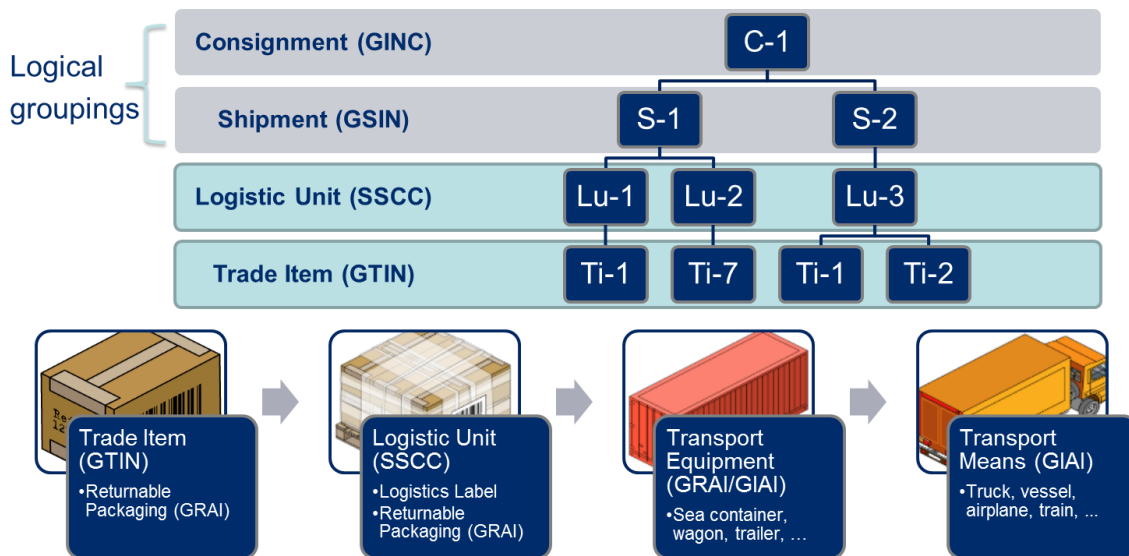 Logical
groupings
Consignment (GINC)
C-1
Shipment (GSIN)
S-1
S-2
Logistic Unit (SSCC)
Lu-1
Lu-2
Lu-3
Trade Item (GTIN)
Ti-1
Ti-7
Ti-1
Ti-2
Trade Item
(GTIN)
•Returnable
Packaging (GRAI)
Logistic Unit
(SSCC)
•Logistics Label
•Returnable
Packaging (GRAI)
Transport
Equipment
(GRAI/GIAI)
•Sea container,
wagon, trailer, …
Transport
Means (GIAI)
•Truck, vessel,
airplane, train, ...